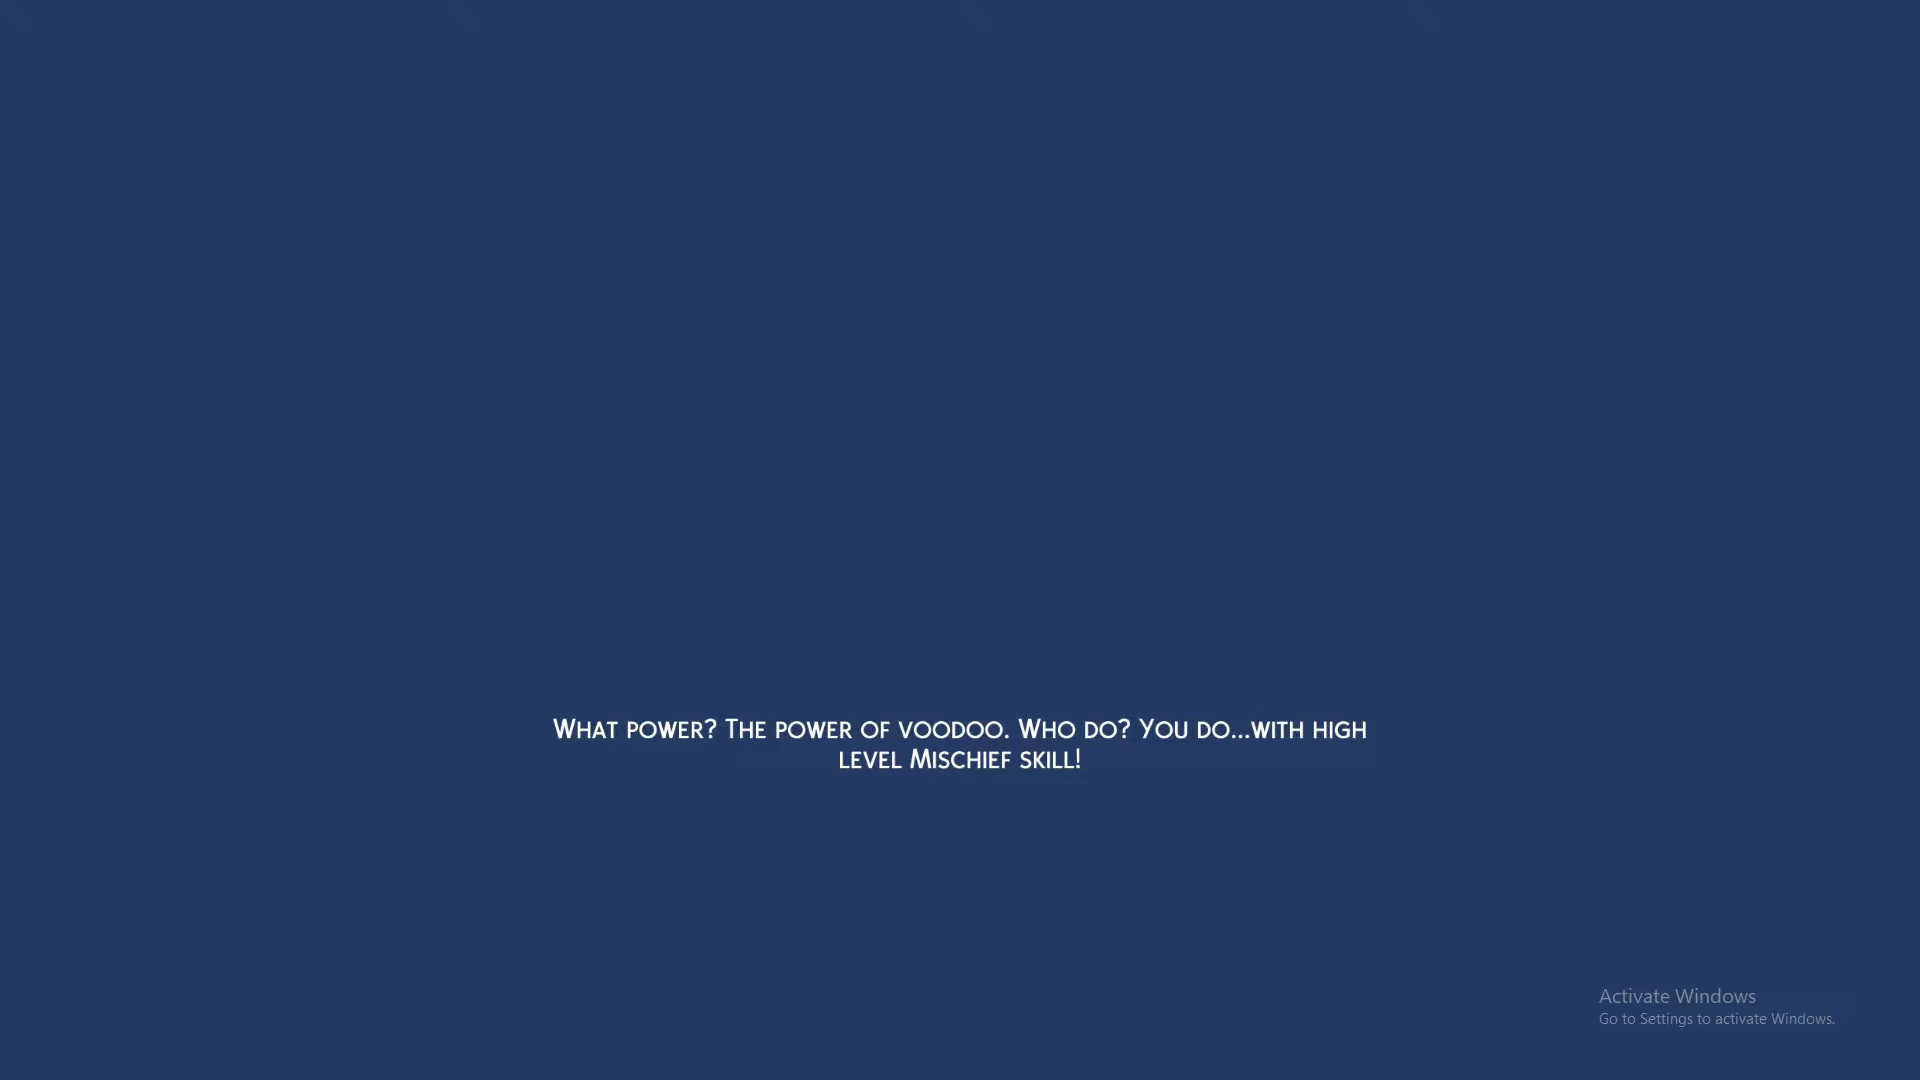 What power? The power of voodoo. Who do? You do...with high
level Mischief skill!
Activate Windows
Go to Settings to activate Windows.